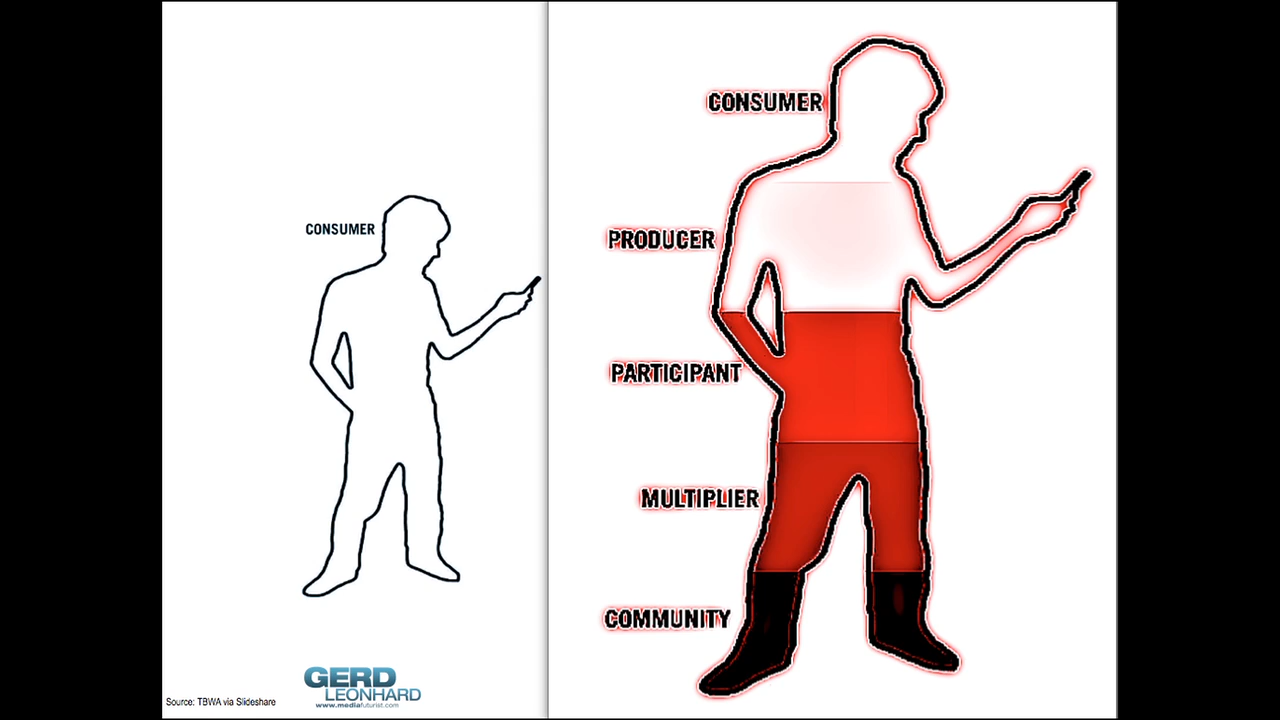 CONSUMER
Source: TBWA via Slideshare
GERD
LEONHARD
www.mediafuturist.com
CONSUMER
PRODUCER
PARTICIPANT
MULTIPLIER
COMMUNITY